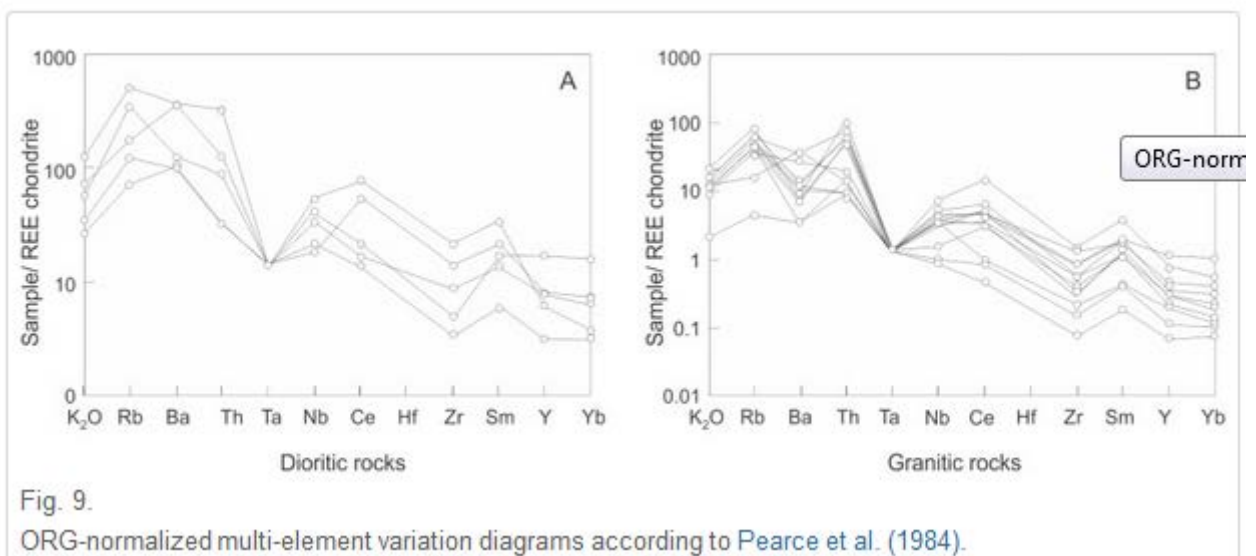 1000
A
100
10
0
Sample/ REE chondrite
K₂O Rb Ba Th Ta Nb Ce Hf Zr Sm Y Yb
Dioritic rocks
1000
B
100
10
1
0.1
0.01
Sample/ REE chondrite
K₂O Rb Ba Th Ta Nb Ce Hf Zr Sm Y Yb
Granitic rocks
ORG-norm
Fig. 9.
ORG-normalized multi-element variation diagrams according to Pearce et al. (1984).